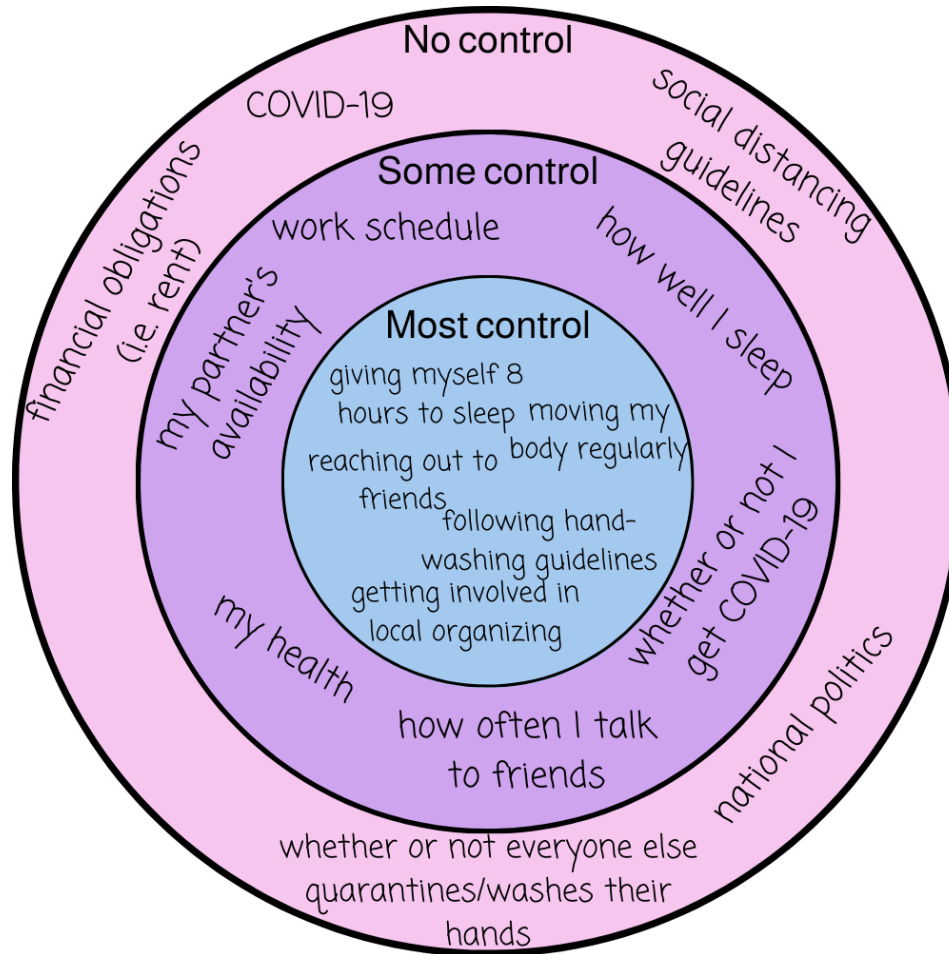 No control
COVID-19
social distancing
guidelines
financial obligations
(i.e. rent)
national politics
whether or not everyone else
quarantines/washes their
hands
Some control
work schedule
how well I sleep
my partner's
availability
whether or not I
get COVID-19
my health
how often I talk
to friends
Most control
giving myself 8
hours to sleep
moving my
body regularly
reaching out to
friends
following hand-
washing guidelines
getting involved in
local organizing